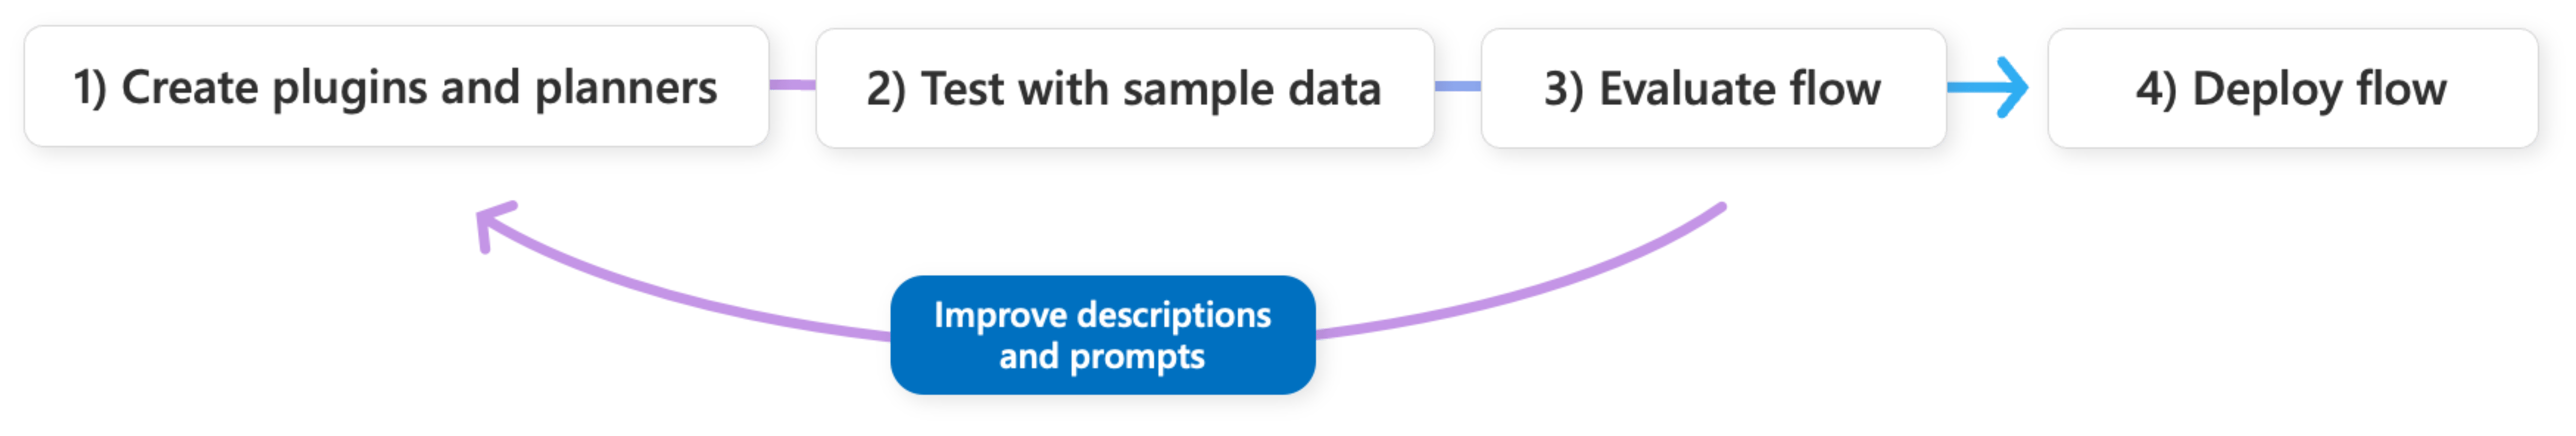 1) Create plugins and planners
2) Test with sample data
3) Evaluate flow
4) Deploy flow
Improve descriptions
and prompts